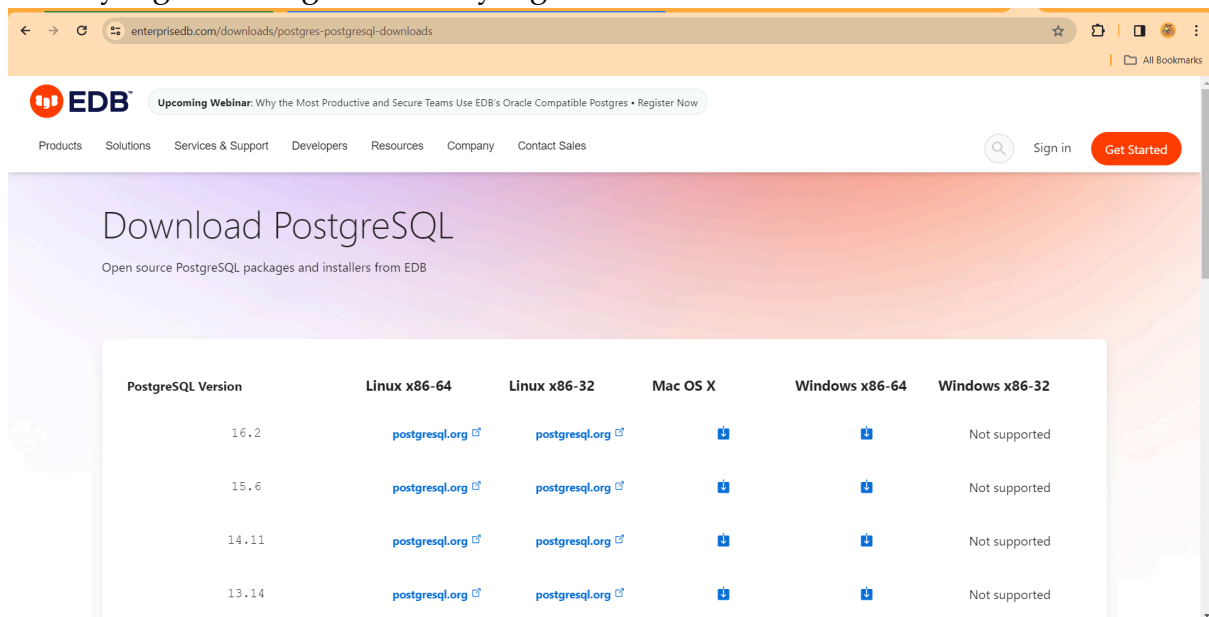 enterprisedb.com/downloads/postgres-postgresql-downloads
All Bookmarks
EDB™
Upcoming Webinar: Why the Most Productive and Secure Teams Use EDB's Oracle Compatible Postgres • Register Now
Products Solutions Services & Support Developers Resources Company Contact Sales Sign in Get Started
Download PostgreSQL
Open source PostgreSQL packages and installers from EDB
PostgreSQL Version Linux x86-64 Linux x86-32 Mac OS X Windows x86-64 Windows x86-32
16.2 postgresql.org postgresql.org Not supported
15.6 postgresql.org postgresql.org Not supported
14.11 postgresql.org postgresql.org Not supported
13.14 postgresql.org postgresql.org Not supported